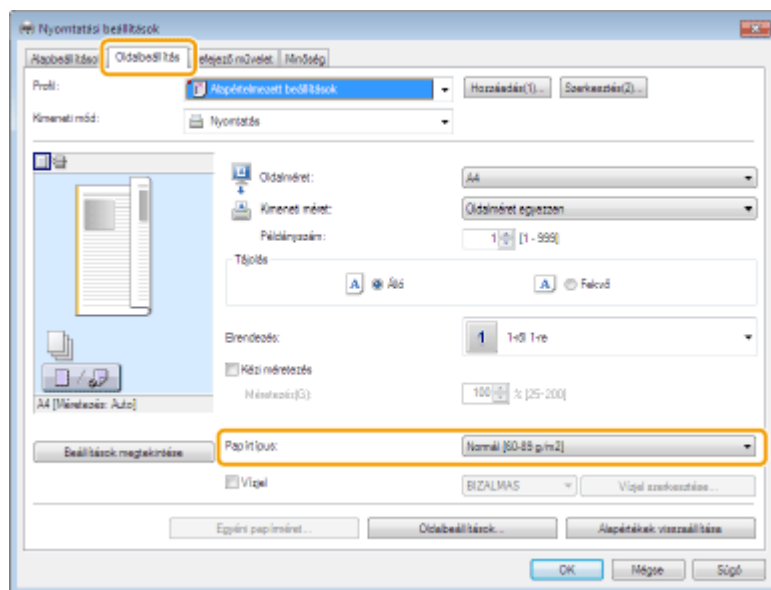 Nyomtatási beállítások
Alapbeállítások Oldalbeállítás Befejező művelet Minőség
Profil: Alapértelmezett beállítások Hozzáadás(1)... Szerkesztés(2)...
Kimeneti mód: Nyomtatás
Oldalméret: A4
Kimeneti méret: Oldalméret egyezzen
Példányszám: 1 [1 - 999]
Tájolás
A Álló A Fekvő
Elrendezés: 1 1-ről 1-re
Kézi méretezés
Méretezés(G): 100 % [25-200]
A4 [Méretezés: Auto]
Beállítások megtekintése Papírtípus: Normál [60-89 g/m2]
Vízjel BIZALMAS Vízjel szerkesztése...
Egyéni papírméret... Oldalbeállítások... Alapértékek visszaállítása
OK Mégse Súgó